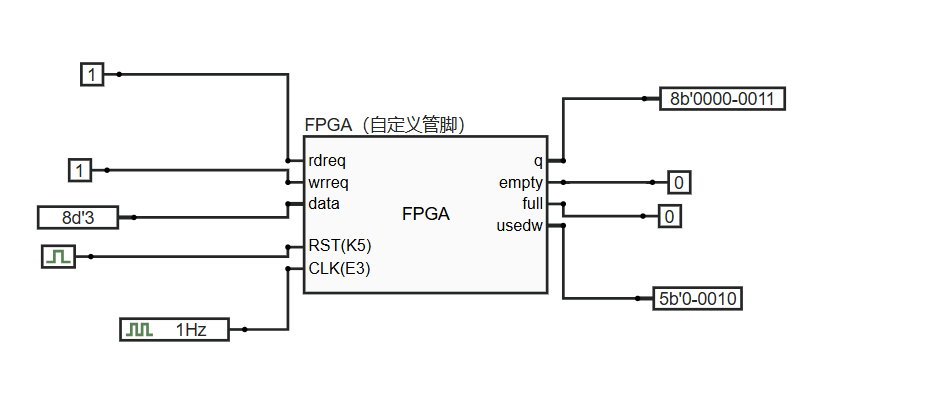 1
8b'0000-0011
FPGA（自定义管脚）
rdreq
q
1
wrreq
empty
0
8d'3
data
FPGA
full
0
usedw
RST(K5)
CLK(E3)
5b'0-0010
1Hz